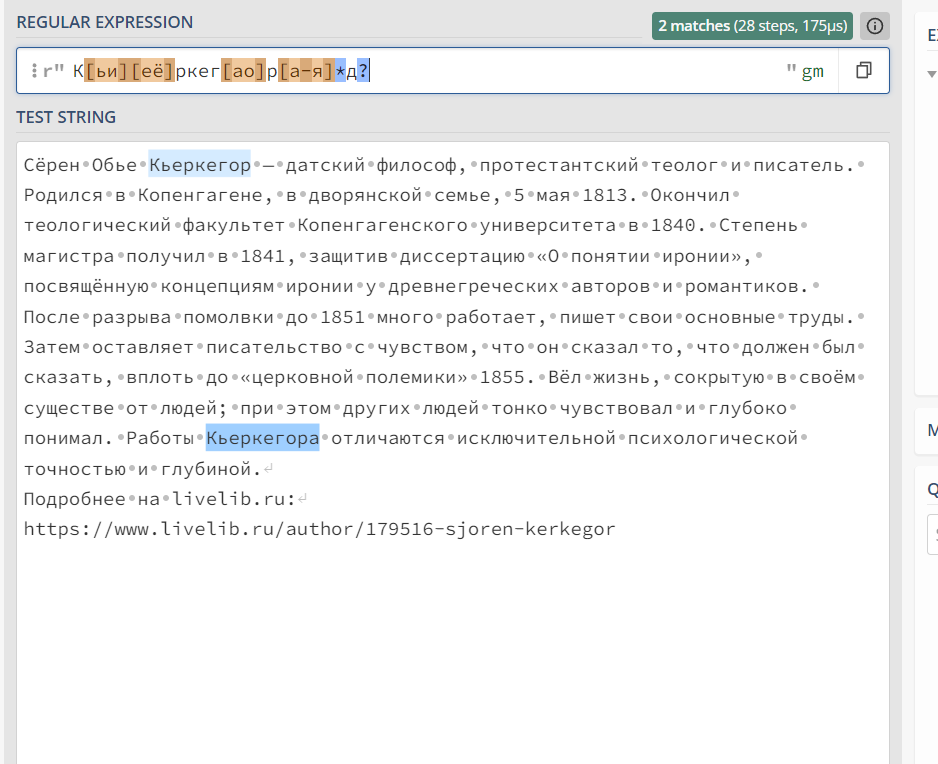 REGULAR EXPRESSION
2 matches (28 steps, 175μs)
r" К[ьи][её]ркег[ао]р[а-я]*д? " gm
TEST STRING
Сёрен Обье Кьеркегор — датский философ, протестантский теолог и писатель.
Родился в Копенгагене, в дворянской семье, 5 мая 1813. Окончил
теологический факультет Копенгагенского университета в 1840. Степень
магистра получил в 1841, защитив диссертацию «О понятии иронии»,
посвящённую концепциям иронии у древнегреческих авторов и романтиков.
После разрыва помолвки до 1851 много работает, пишет свои основные труды.
Затем оставляет писательство с чувством, что он сказал то, что должен был
сказать, вплоть до «церковной полемики» 1855. Вёл жизнь, сокрытую в своём
существе от людей; при этом других людей тонко чувствовал и глубоко
понимал. Работы Кьеркегора отличаются исключительной психологической
точностью и глубиной.
Подробнее на livelib.ru:
https://www.livelib.ru/author/179516-sjoren-kerkegor